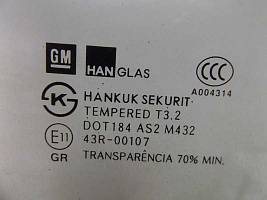 GM HANGLAS CCC
A004314
KS HANKUK SEKURIT
TEMPERED T3.2
DOT184 AS2 M432
E11 43R-00107
GR TRANSPARÊNCIA 70% MIN.